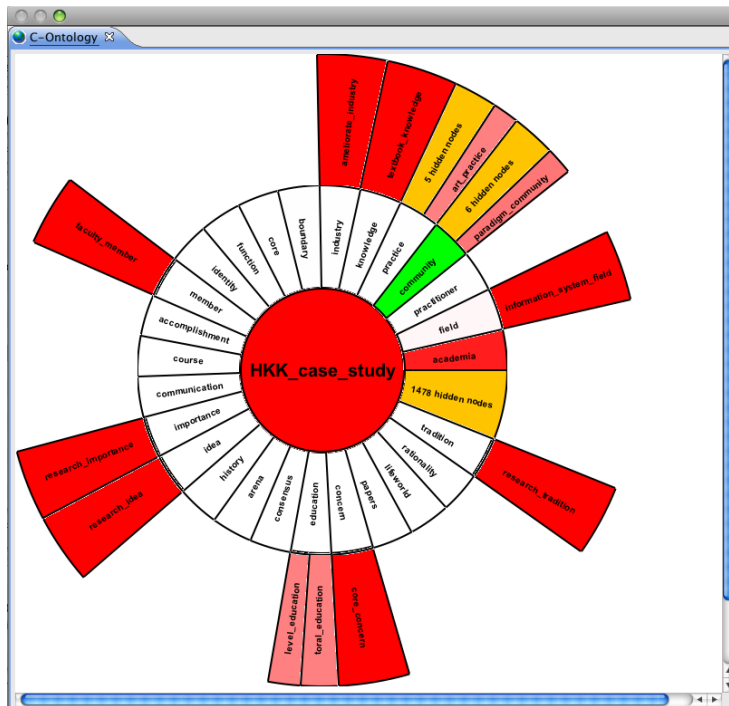 C-Ontology
ameliorate_industry
textbook_knowledge
5 hidden nodes
art_practice
6 hidden nodes
paradigm_community
faculty_member
boundary
core
function
identity
member
accomplishment
course
communication
importance
idea
history
arena
consensus
education
concern
papers
lifeworld
rationality
tradition
1478 hidden nodes
academia
field
practitioner
community
practice
knowledge
industry
HKK_case_study
information_system_field
research_tradition
research_importance
research_idea
level_education
toral_education
core_concern